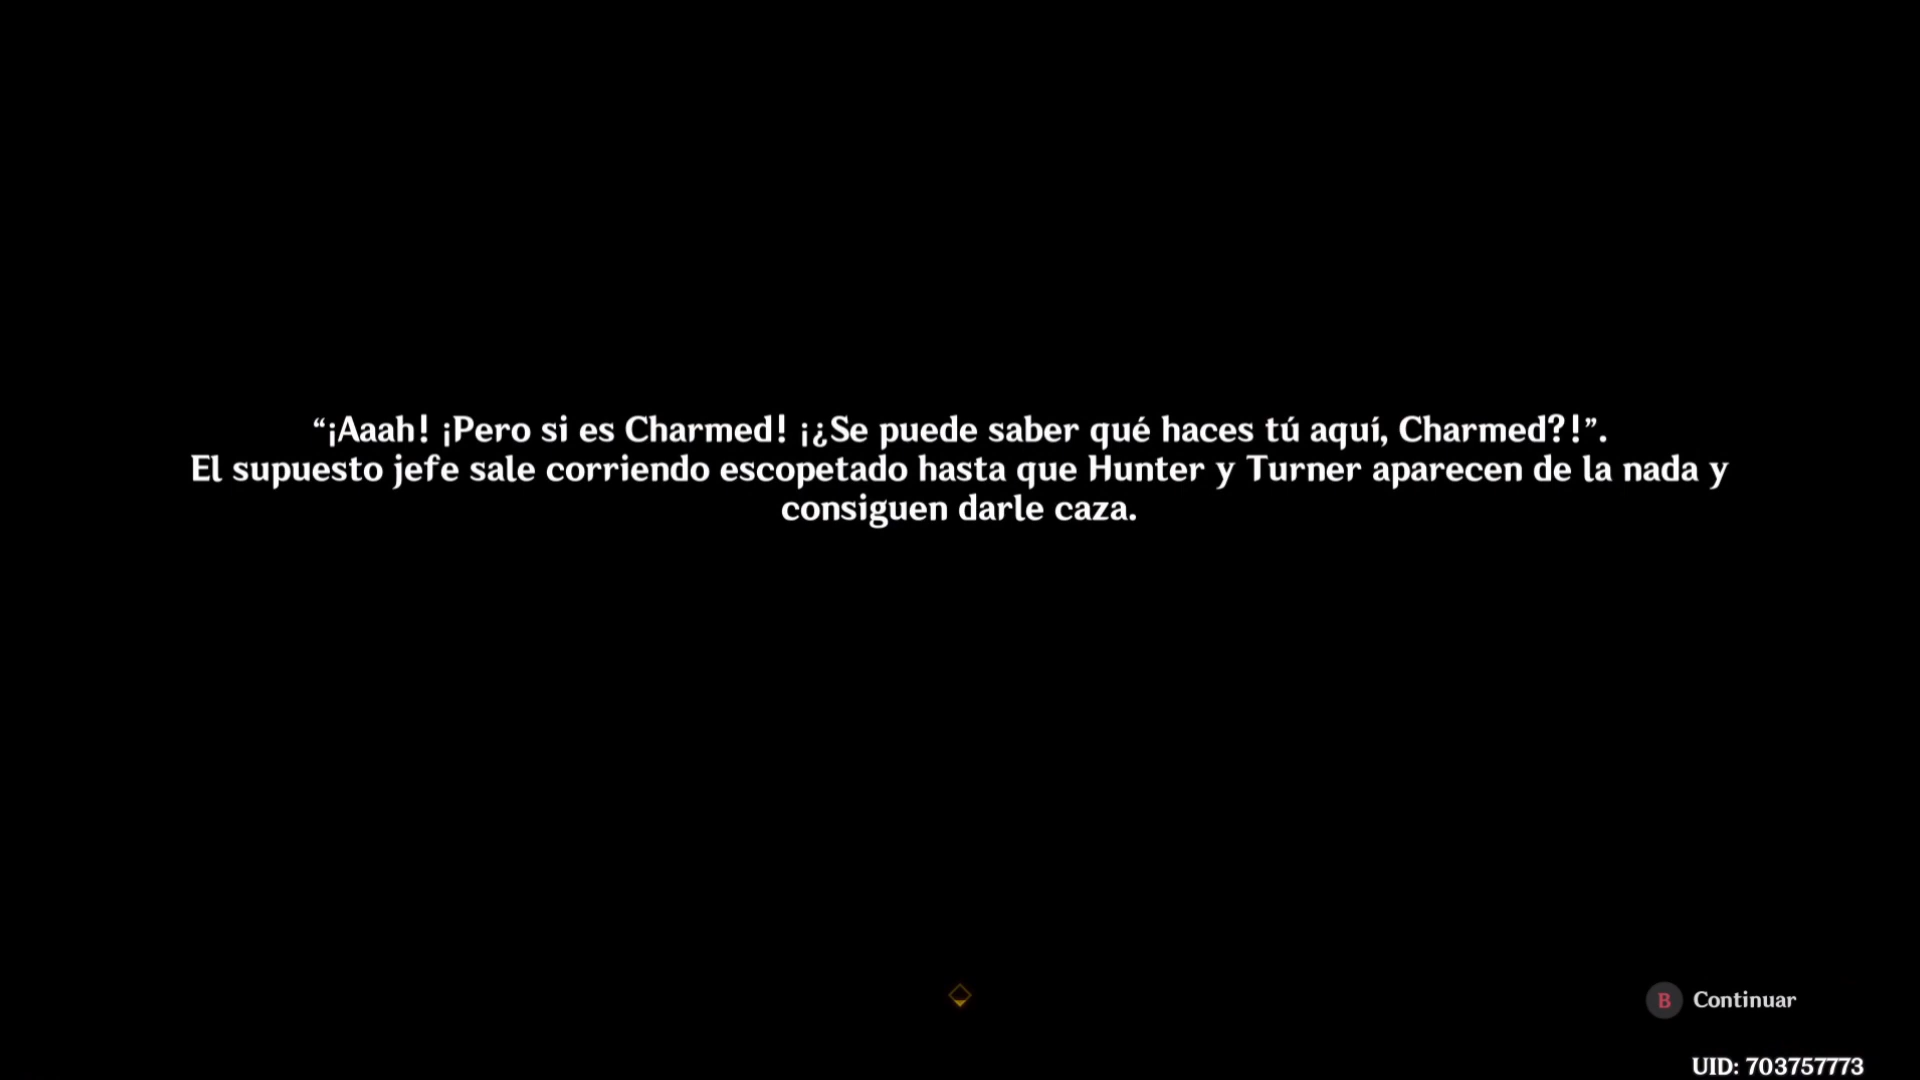 “¡Aaah! ¡Pero si es Charmed! ¡¿Se puede saber qué haces tú aquí, Charmed?!”.
El supuesto jefe sale corriendo escopetado hasta que Hunter y Turner aparecen de la nada y
consiguen darle caza.
B Continuar
UID: 703757773